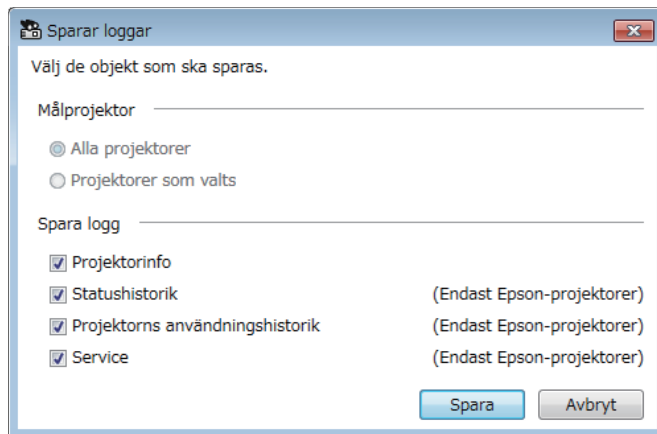 Sparar loggar
Välj de objekt som ska sparas.
Målprojektor
Alla projektorer
Projektorer som valts
Spara logg
Projektorinfo
Statushistorik (Endast Epson-projektorer)
Projektorns användningshistorik (Endast Epson-projektorer)
Service (Endast Epson-projektorer)
Spara Avbryt